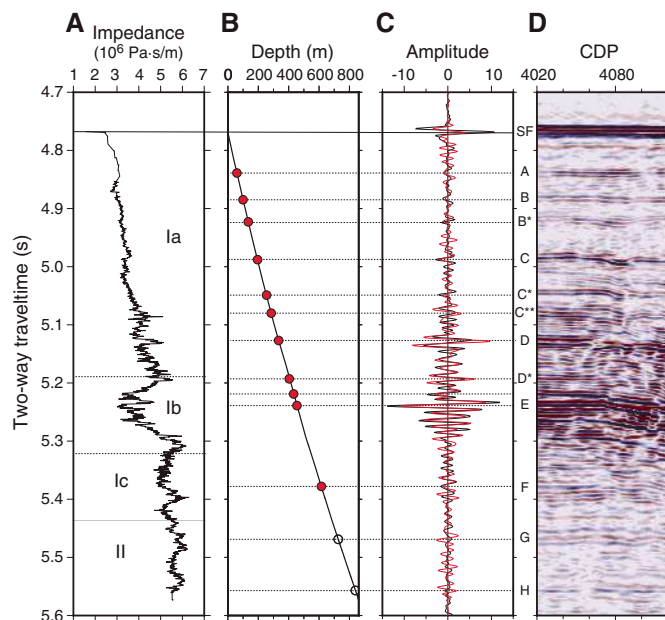 A B C D
Impedance Depth (m) Amplitude CDP
(10⁶ Pa·s/m)
1 2 3 4 5 6 7
0 200 400 600 800
-10 0 10
4020 4080
Two-way traveltime (s)
4.7
4.8
4.9
5.0
5.1
5.2
5.3
5.4
5.5
5.6
Ia
Ib
Ic
II
SF
A
B
B*
C
C*
C**
D
D*
E
F
G
H